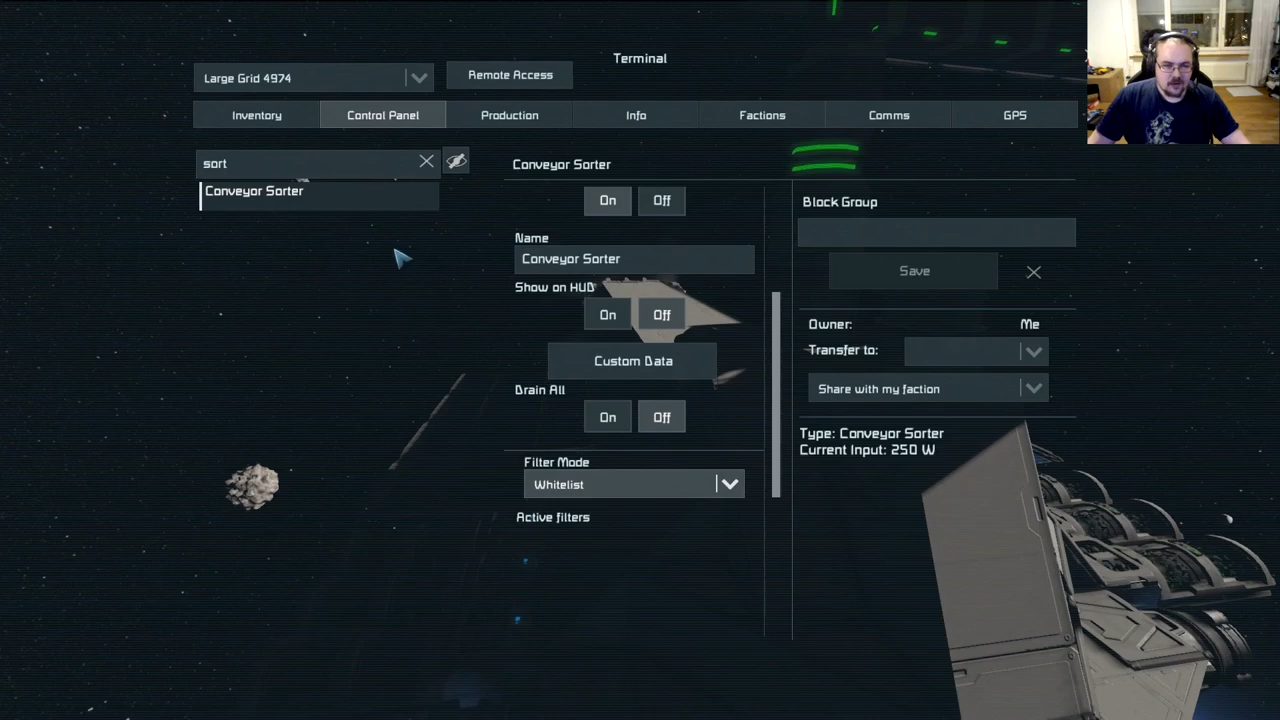 Terminal
Large Grid 4974
Remote Access
Inventory
Control Panel
Production
Info
Factions
Comms
GPS
sort
Conveyor Sorter
Conveyor Sorter
On
Off
Name
Conveyor Sorter
Show on HUD
On
Off
Custom Data
Drain All
On
Off
Filter Mode
Whitelist
Active filters
Block Group
Save
Owner:
Me
Transfer to:
Share with my faction
Type: Conveyor Sorter
Current Input: 250 W